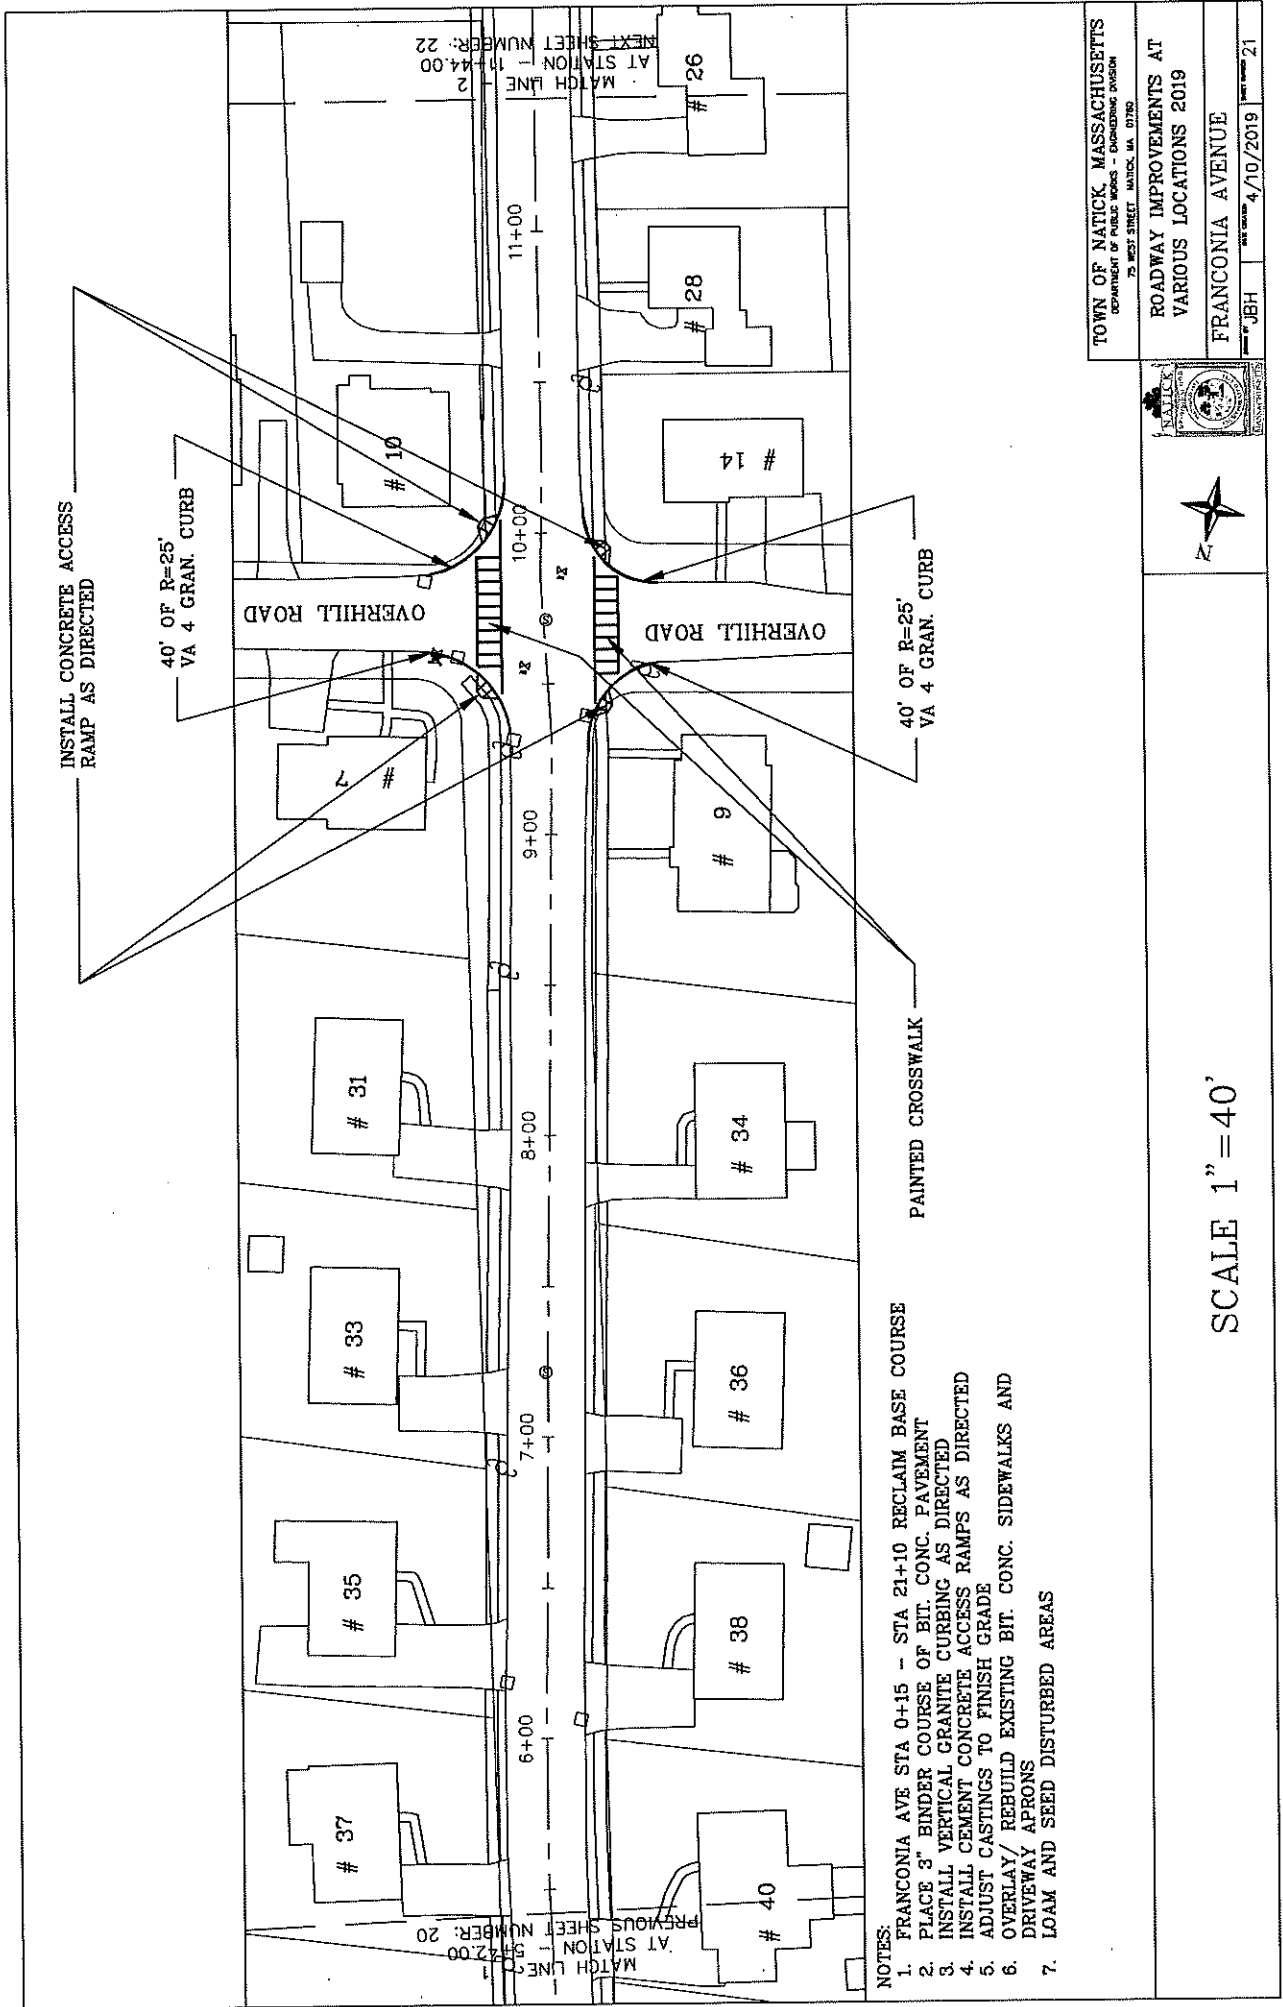 INSTALL CONCRETE ACCESS
RAMP AS DIRECTED
40' OF R=25'
VA 4 GRAN. CURB
MATCH LINE - 1
AT STATION - 5+42.00
PREVIOUS SHEET NUMBER: 20
MATCH LINE - 2
AT STATION - 11+44.00
NEXT SHEET NUMBER: 22
# 37
# 35
# 33
# 31
# 7
# 10
OVERHILL ROAD
6+00
7+00
8+00
9+00
10+00
11+00
OVERHILL ROAD
# 40
# 38
# 36
# 34
# 9
# 14
# 28
# 26
40' OF R=25'
VA 4 GRAN. CURB
PAINTED CROSSWALK
NOTES:
1. FRANCONIA AVE STA 0+15 - STA 21+10 RECLAIM BASE COURSE
2. PLACE 3" BINDER COURSE OF BIT. CONC. PAVEMENT
3. INSTALL VERTICAL GRANITE CURBING AS DIRECTED
4. INSTALL CEMENT CONCRETE ACCESS RAMPS AS DIRECTED
5. ADJUST CASTINGS TO FINISH GRADE
6. OVERLAY/ REBUILD EXISTING BIT. CONC. SIDEWALKS AND
DRIVEWAY APRONS
7. LOAM AND SEED DISTURBED AREAS
SCALE 1"=40'
N
NATICK
TOWN OF NATICK, MASSACHUSETTS
DEPARTMENT OF PUBLIC WORKS - ENGINEERING DIVISION
75 WEST STREET NATICK, MA 01760
ROADWAY IMPROVEMENTS AT
VARIOUS LOCATIONS 2019
FRANCONIA AVENUE
JBH
4/10/2019
21